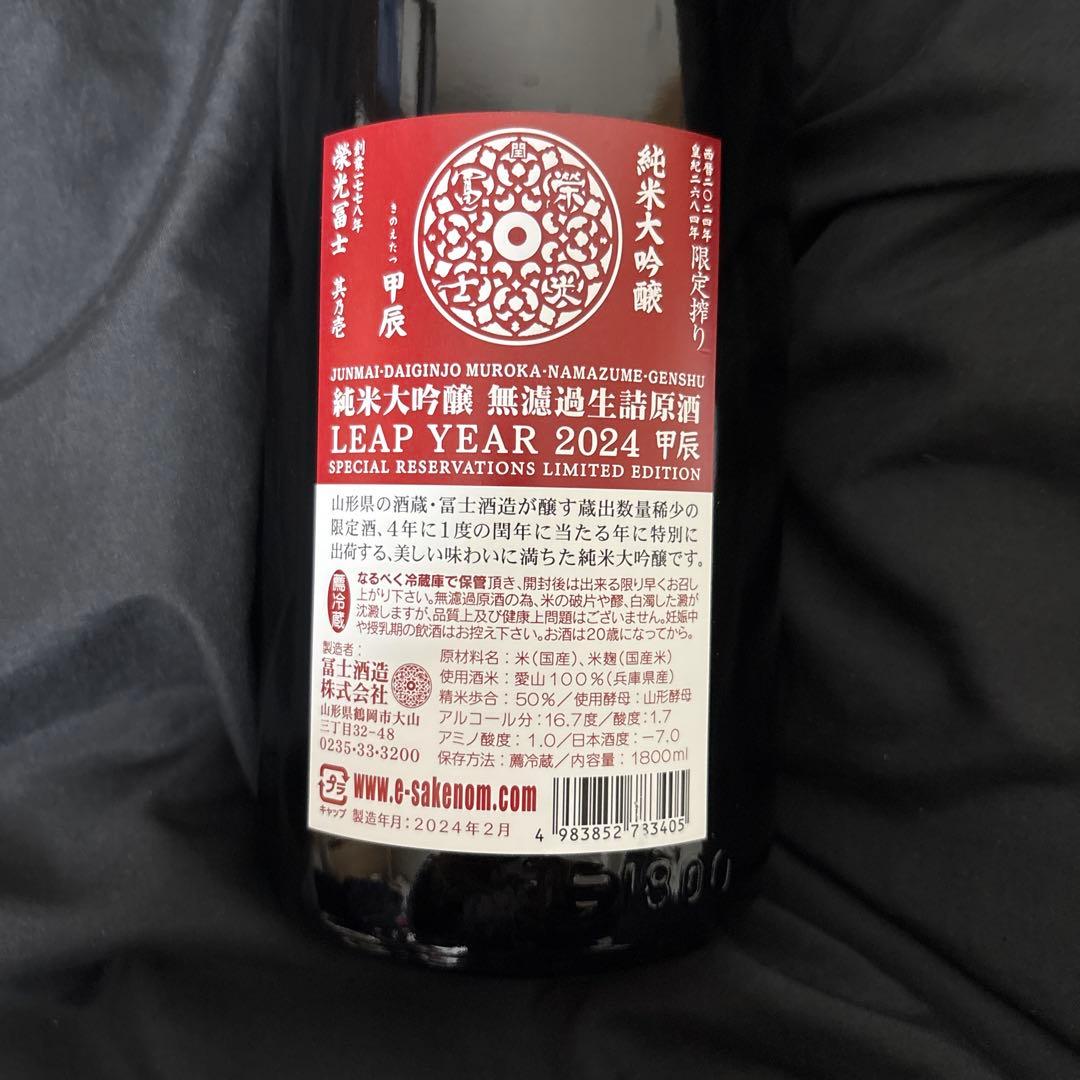 西暦二〇二四年
皇紀二六八四年
限定搾り
純米大吟醸
閏
榮光冨士
きのえたつ
甲辰
創業一七七八年
榮光冨士 其乃壱
JUNMAI-DAIGINJO MUROKA-NAMAZUME-GENSHU
純米大吟醸 無濾過生詰原酒
LEAP YEAR 2024 甲辰
SPECIAL RESERVATIONS LIMITED EDITION
山形県の酒蔵・冨士酒造が醸す蔵出数量稀少の
限定酒、4年に1度の閏年に当たる年に特別に
出荷する、美しい味わいに満ちた純米大吟醸です。
薦冷蔵
なるべく冷蔵庫で保管頂き、開封後は出来る限り早くお召し
上がり下さい。無濾過原酒の為、米の破片や醪、白濁した澱が
沈澱しますが、品質上及び健康上問題はございません。妊娠中
や授乳期の飲酒はお控え下さい。お酒は20歳になってから。
製造者:
冨士酒造
株式会社
山形県鶴岡市大山
三丁目32-48
0235・33・3200
原材料名:米(国産)、米麹(国産米)
使用酒米:愛山100%(兵庫県産)
精米歩合:50%/使用酵母:山形酵母
アルコール分:16.7度/酸度:1.7
アミノ酸度:1.0/日本酒度:-7.0
保存方法:薦冷蔵/内容量:1800ml
プラ
キャップ
www.e-sakenom.com
製造年月:2024年2月
4 983852 733405
1800